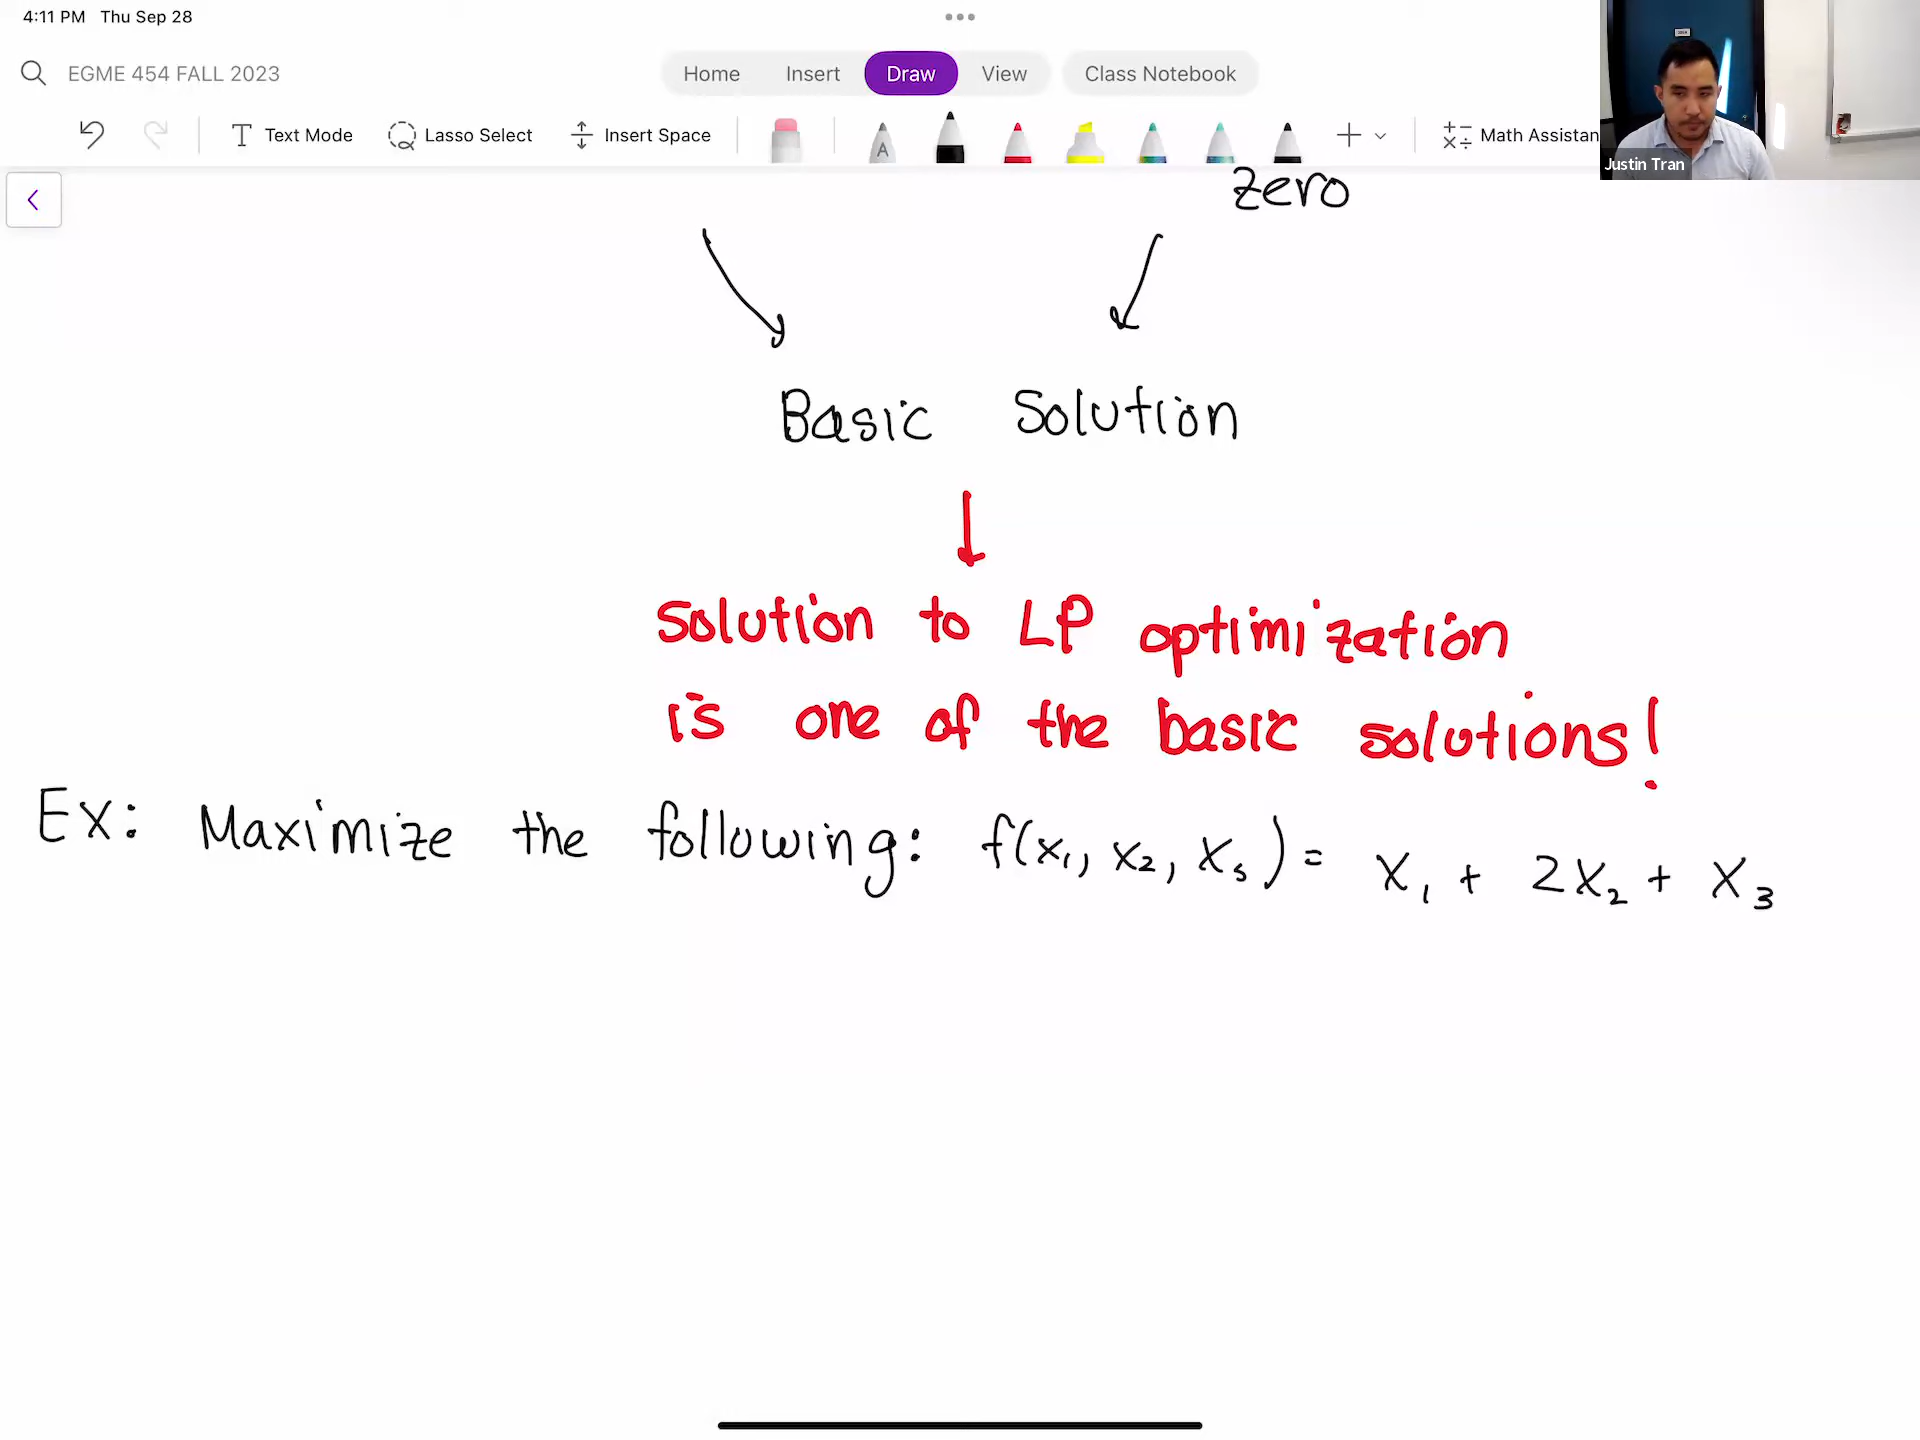 4:11 PM Thu Sep 28
EGME 454 FALL 2023
Home Insert Draw View Class Notebook
Text Mode Lasso Select Insert Space A Math Assistan
Justin Tran
zero
Basic Solution
Solution to LP optimization
is one of the basic solutions!
Ex: Maximize the following: f(x₁, x₂, x₃) = x₁ + 2x₂ + x₃